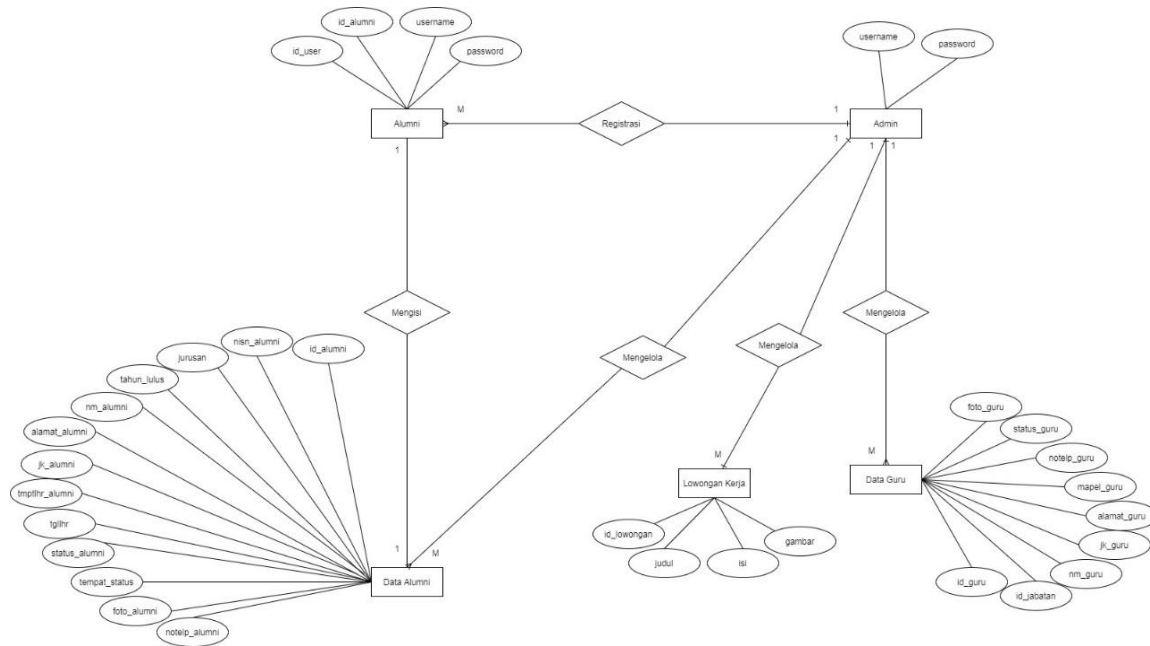 id_alumni
username
id_user
password
username
password
M
1
Alumni
Registrasi
Admin
1
1
1
1
Mengisi
Mengelola
Mengelola
Mengelola
nisn_alumni
id_alumni
jurusan
tahun_lulus
nm_alumni
alamat_alumni
jk_alumni
tmptlhr_alumni
tgllhr
status_alumni
tempat_status
foto_alumni
notelp_alumni
1
M
Data Alumni
M
Lowongan Kerja
id_lowongan
judul
isi
gambar
M
Data Guru
foto_guru
status_guru
notelp_guru
mapel_guru
alamat_guru
jk_guru
nm_guru
id_jabatan
id_guru